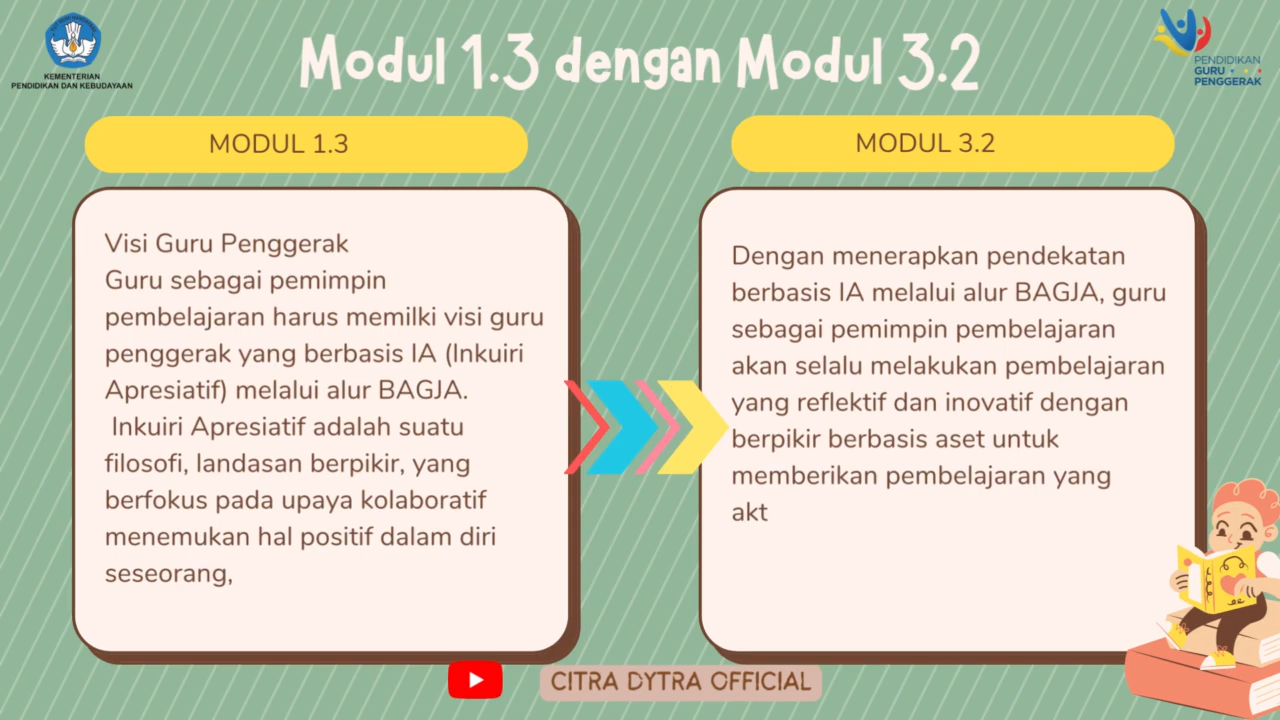 KEMENTERIAN
PENDIDIKAN DAN KEBUDAYAAN
Modul 1.3 dengan Modul 3.2
PENDIDIKAN
GURU
PENGGERAK
MODUL 1.3
Visi Guru Penggerak
Guru sebagai pemimpin
pembelajaran harus memilki visi guru
penggerak yang berbasis IA (Inkuiri
Apresiatif) melalui alur BAGJA.
Inkuiri Apresiatif adalah suatu
filosofi, landasan berpikir, yang
berfokus pada upaya kolaboratif
menemukan hal positif dalam diri
seseorang,
MODUL 3.2
Dengan menerapkan pendekatan
berbasis IA melalui alur BAGJA, guru
sebagai pemimpin pembelajaran
akan selalu melakukan pembelajaran
yang reflektif dan inovatif dengan
berpikir berbasis aset untuk
memberikan pembelajaran yang
akt
CITRA DYTRA OFFICIAL